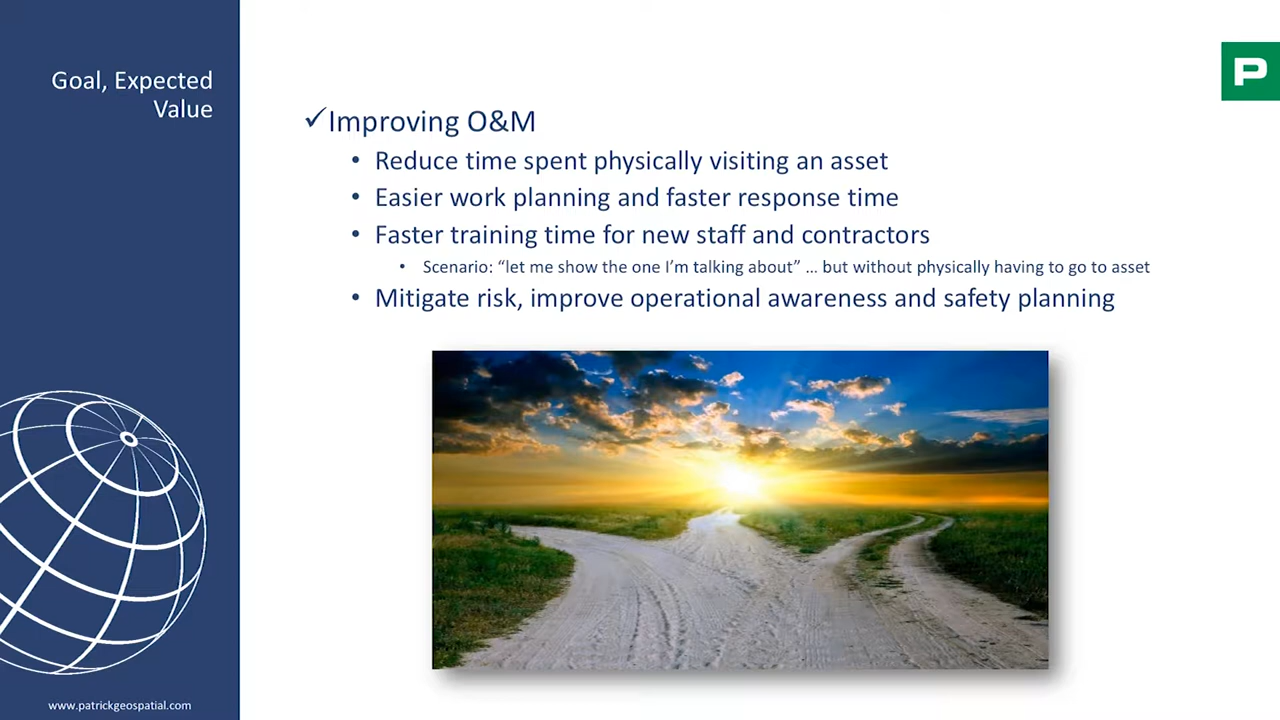 Goal, Expected
Value
✓Improving O&M
• Reduce time spent physically visiting an asset
• Easier work planning and faster response time
• Faster training time for new staff and contractors
• Scenario: “let me show the one I’m talking about” … but without physically having to go to asset
• Mitigate risk, improve operational awareness and safety planning
P
www.patrickgeospatial.com